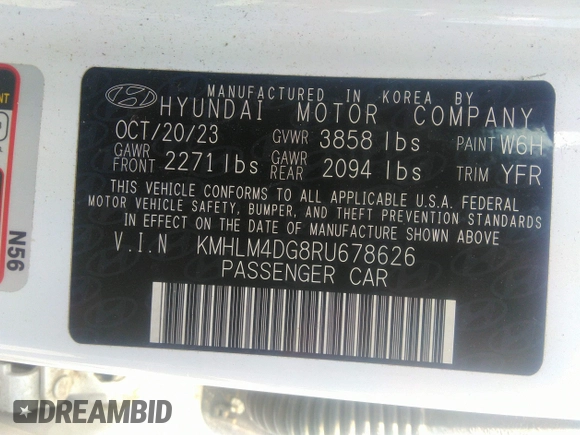 MANUFACTURED IN KOREA BY
HYUNDAI MOTOR COMPANY
OCT/20/23 GVWR 3858 lbs PAINT W6H
GAWR FRONT 2271 lbs GAWR REAR 2094 lbs TRIM YFR
THIS VEHICLE CONFORMS TO ALL APPLICABLE U.S.A. FEDERAL
MOTOR VEHICLE SAFETY, BUMPER, AND THEFT PREVENTION
STANDARDS IN EFFECT ON THE DATE OF MANUFACTURE SHOWN ABOVE
V.I.N KMHLM4DG8RU678626
PASSENGER CAR
N56
DREAMBID